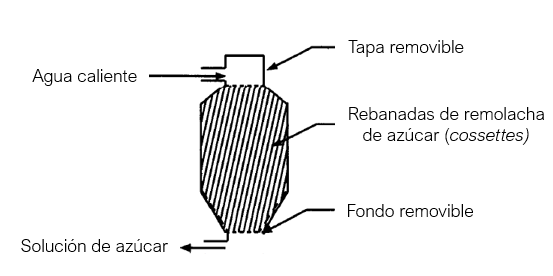 Tapa removible
Agua caliente
Rebanadas de remolacha
de azúcar (cossettes)
Fondo removible
Solución de azúcar